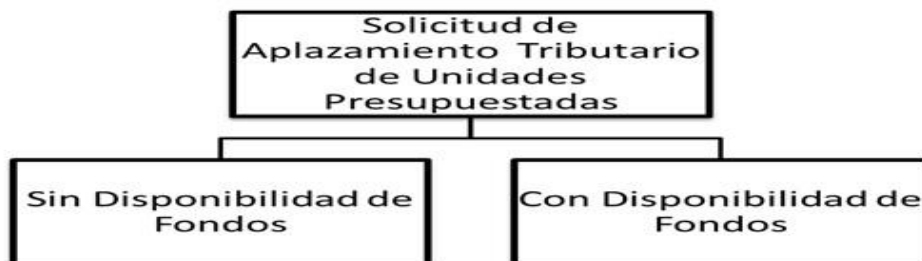 Solicitud de
Aplazamiento Tributario
de Unidades
Presupuestadas
Sin Disponibilidad de
Fondos
Con Disponibilidad de
Fondos